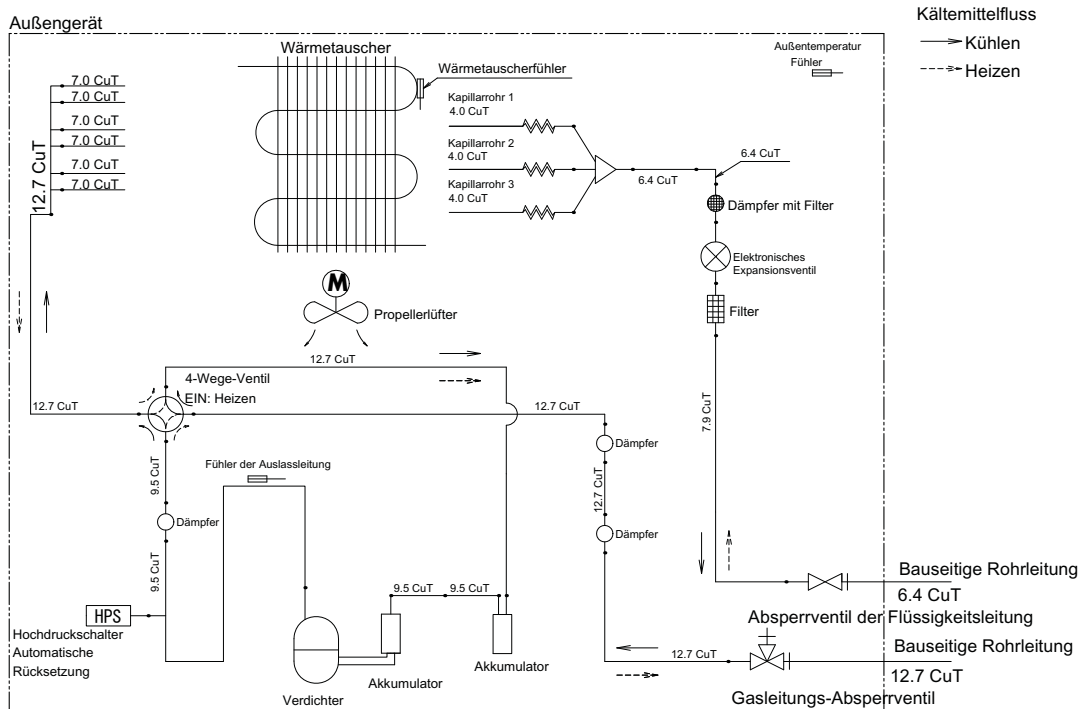 Außengerät
Kältemittelfluss
Kühlen
Heizen
Wärmetauscher
Wärmetauscherfühler
Außentemperatur
Fühler
7.0 CuT
7.0 CuT
7.0 CuT
7.0 CuT
7.0 CuT
7.0 CuT
12.7 CuT
Kapillarrohr 1
4.0 CuT
Kapillarrohr 2
4.0 CuT
Kapillarrohr 3
4.0 CuT
6.4 CuT
6.4 CuT
Dämpfer mit Filter
Elektronisches
Expansionsventil
Filter
M
Propellerlüfter
12.7 CuT
4-Wege-Ventil
EIN: Heizen
12.7 CuT
12.7 CuT
7.9 CuT
Dämpfer
9.5 CuT
Fühler der Auslassleitung
12.7 CuT
Dämpfer
Dämpfer
9.5 CuT
9.5 CuT
9.5 CuT
HPS
Hochdruckschalter
Automatische
Rücksetzung
Verdichter
Akkumulator
Akkumulator
Bauseitige Rohrleitung
6.4 CuT
Absperrventil der Flüssigkeitsleitung
Bauseitige Rohrleitung
12.7 CuT
12.7 CuT
Gasleitungs-Absperrventil